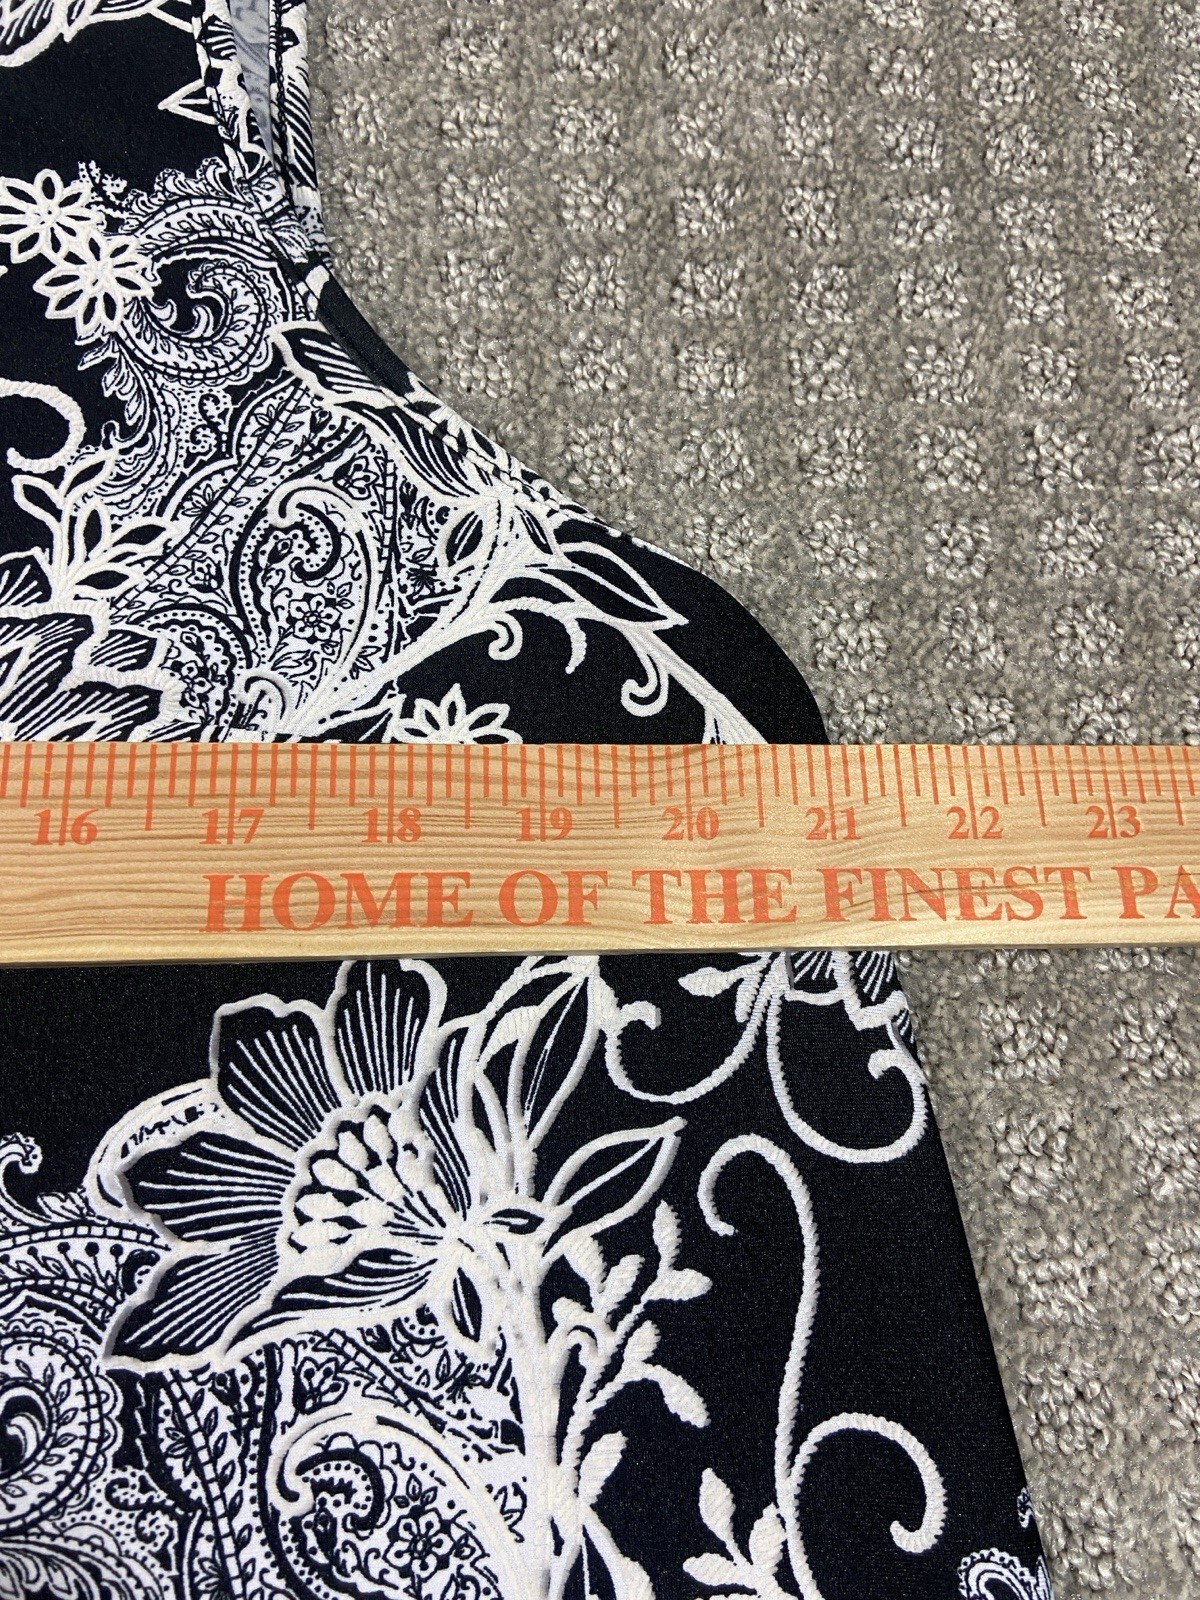 16 17 18 19 20 21 22 23
HOME OF THE FINEST PA